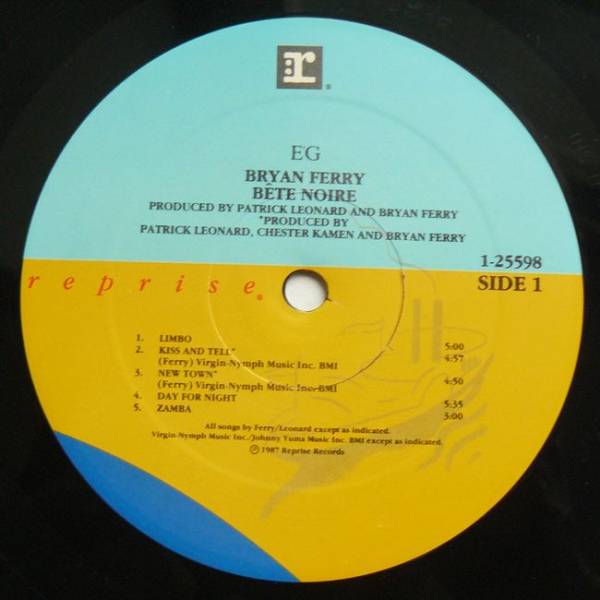 r
EG
BRYAN FERRY
BÊTE NOIRE
PRODUCED BY PATRICK LEONARD AND BRYAN FERRY
*PRODUCED BY
PATRICK LEONARD, CHESTER KAMEN AND BRYAN FERRY
1-25598
reprise® SIDE 1
1. LIMBO 5:00
2. KISS AND TELL* 4:57
(Ferry) Virgin-Nymph Music Inc. BMI
3. NEW TOWN* 4:50
(Ferry) Virgin-Nymph Music Inc. BMI
4. DAY FOR NIGHT 5:35
5. ZAMBA 3:00
All songs by Ferry/Leonard except as indicated.
Virgin-Nymph Music Inc./Johnny Yuma Music Inc. BMI except as indicated.
℗ 1987 Reprise Records